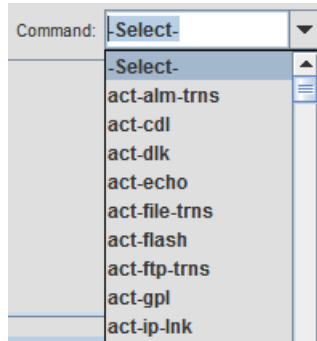 Command: -Select-
-Select-
act-alm-trns
act-cdl
act-dlk
act-echo
act-file-trns
act-flash
act-ftp-trns
act-gpl
act-ip-lnk